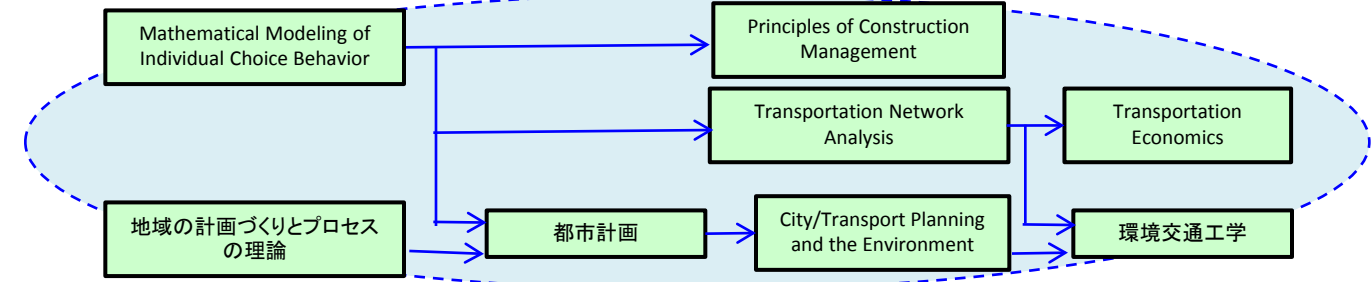 Mathematical Modeling of
Individual Choice Behavior
Principles of Construction
Management
Transportation Network
Analysis
Transportation
Economics
地域の計画づくりとプロセス
の理論
都市計画
City/Transport Planning
and the Environment
環境交通工学